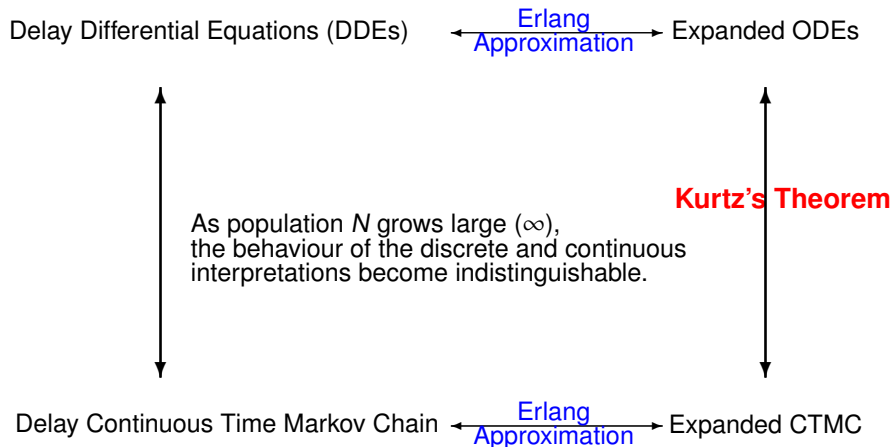 Delay Differential Equations (DDEs)
Erlang
Approximation
Expanded ODEs
Kurtz's Theorem
As population N grows large (∞),
the behaviour of the discrete and continuous
interpretations become indistinguishable.
Delay Continuous Time Markov Chain
Erlang
Approximation
Expanded CTMC